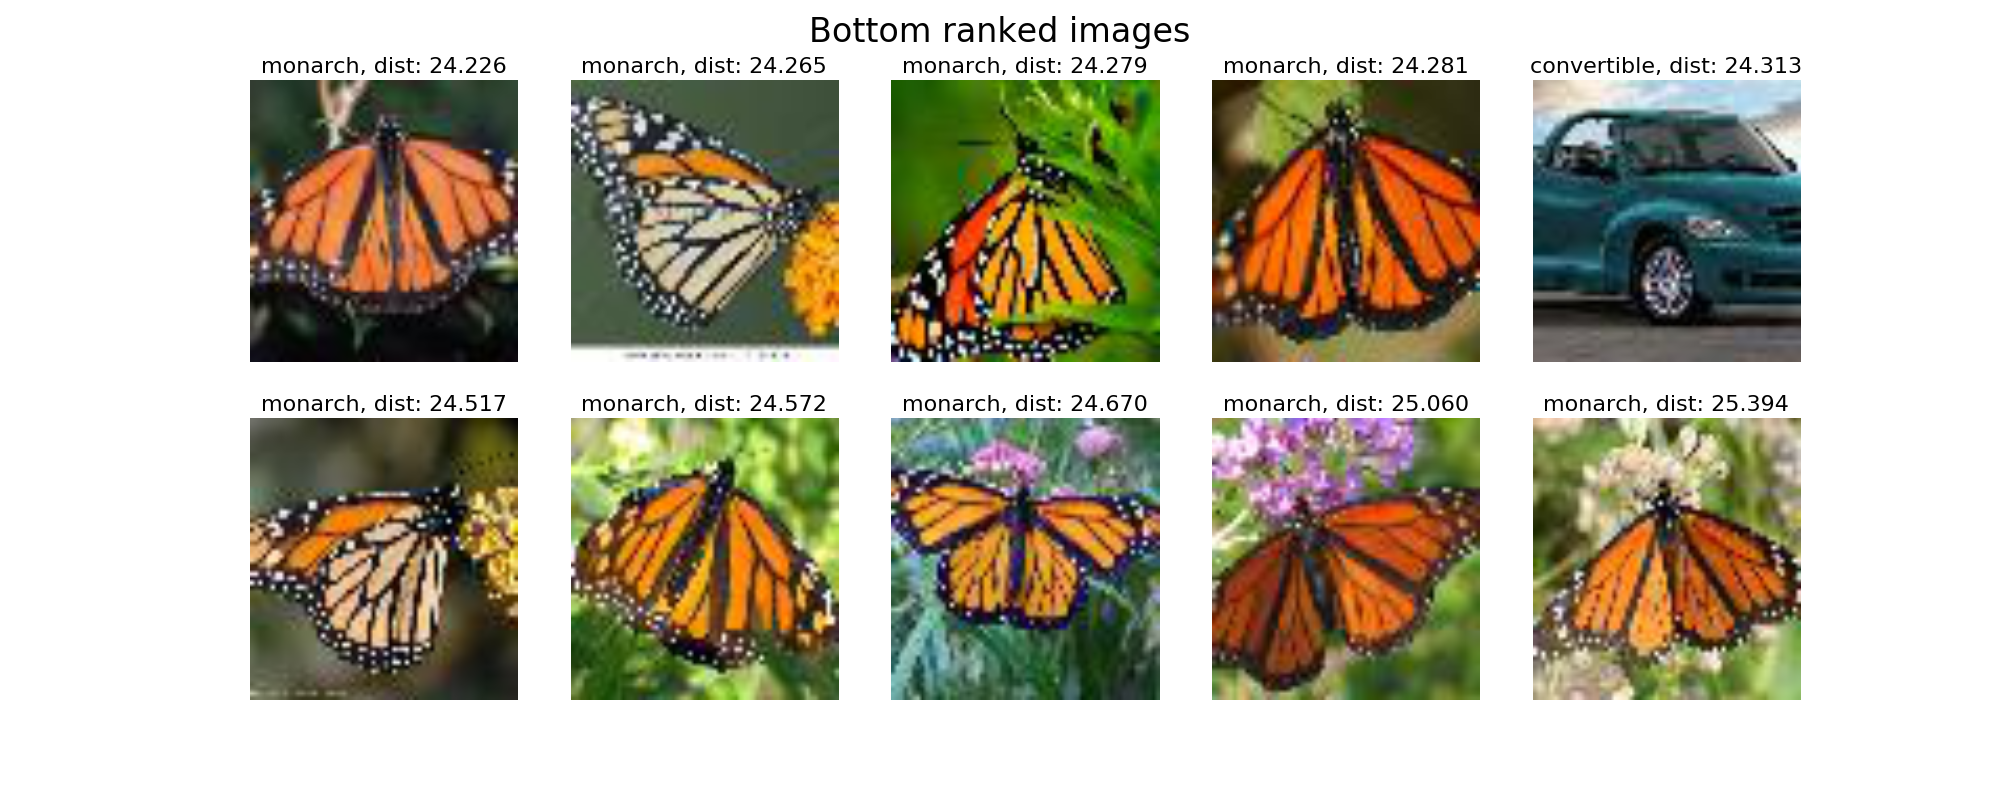 Bottom ranked images
monarch, dist: 24.226
monarch, dist: 24.265
monarch, dist: 24.279
monarch, dist: 24.281
convertible, dist: 24.313
monarch, dist: 24.517
monarch, dist: 24.572
monarch, dist: 24.670
monarch, dist: 25.060
monarch, dist: 25.394